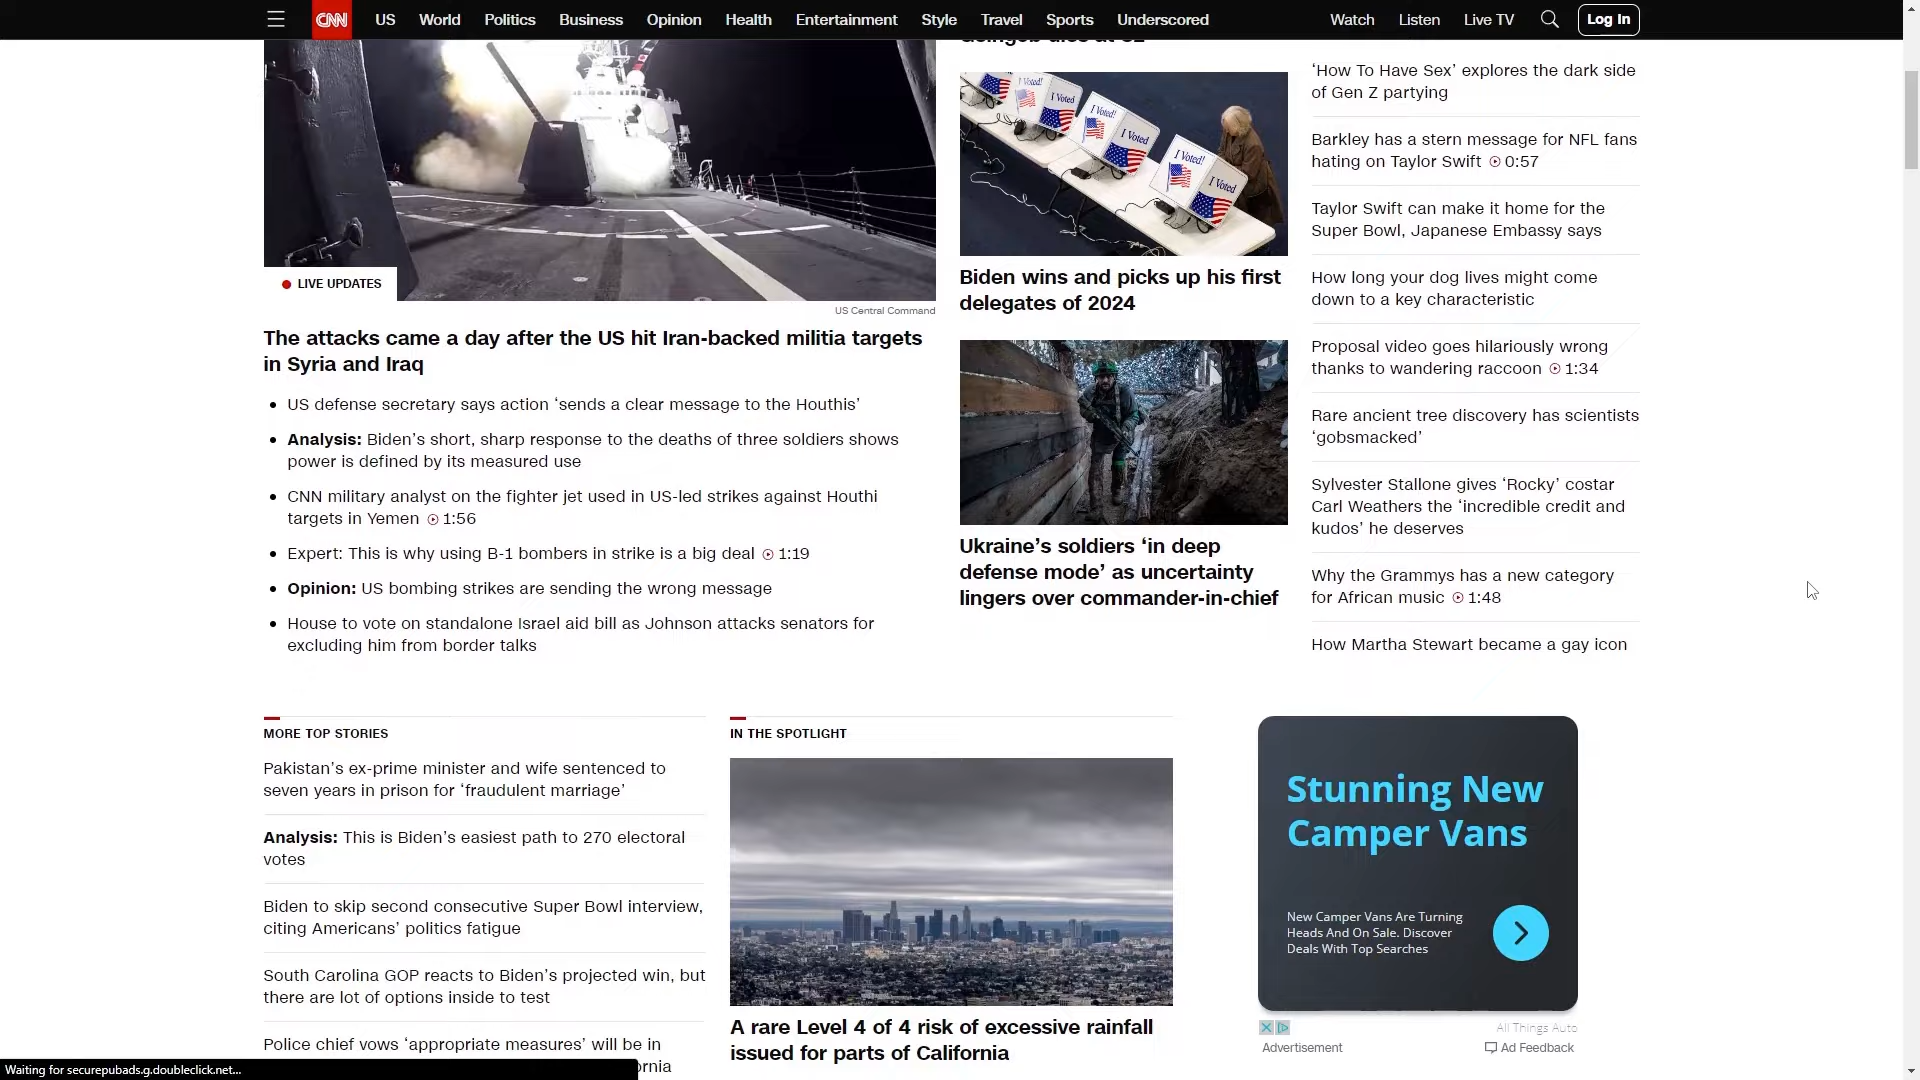 CNN
US
World
Politics
Business
Opinion
Health
Entertainment
Style
Travel
Sports
Underscored
Watch
Listen
Live TV
Log In
LIVE UPDATES
US Central Command
The attacks came a day after the US hit Iran-backed militia targets
in Syria and Iraq
US defense secretary says action ‘sends a clear message to the Houthis’
Analysis: Biden’s short, sharp response to the deaths of three soldiers shows
power is defined by its measured use
CNN military analyst on the fighter jet used in US-led strikes against Houthi
targets in Yemen 1:56
Expert: This is why using B-1 bombers in strike is a big deal 1:19
Opinion: US bombing strikes are sending the wrong message
House to vote on standalone Israel aid bill as Johnson attacks senators for
excluding him from border talks
I Voted!
I Voted
I Voted!
I Voted
I Voted!
I Voted
Biden wins and picks up his first
delegates of 2024
Ukraine’s soldiers ‘in deep
defense mode’ as uncertainty
lingers over commander-in-chief
‘How To Have Sex’ explores the dark side
of Gen Z partying
Barkley has a stern message for NFL fans
hating on Taylor Swift 0:57
Taylor Swift can make it home for the
Super Bowl, Japanese Embassy says
How long your dog lives might come
down to a key characteristic
Proposal video goes hilariously wrong
thanks to wandering raccoon 1:34
Rare ancient tree discovery has scientists
‘gobsmacked’
Sylvester Stallone gives ‘Rocky’ costar
Carl Weathers the ‘incredible credit and
kudos’ he deserves
Why the Grammys has a new category
for African music 1:48
How Martha Stewart became a gay icon
MORE TOP STORIES
Pakistan’s ex-prime minister and wife sentenced to
seven years in prison for ‘fraudulent marriage’
Analysis: This is Biden’s easiest path to 270 electoral
votes
Biden to skip second consecutive Super Bowl interview,
citing Americans’ politics fatigue
South Carolina GOP reacts to Biden’s projected win, but
there are lot of options inside to test
Police chief vows ‘appropriate measures’ will be in
ornia
IN THE SPOTLIGHT
A rare Level 4 of 4 risk of excessive rainfall
issued for parts of California
Stunning New
Camper Vans
New Camper Vans Are Turning
Heads And On Sale. Discover
Deals With Top Searches
All Things Auto
Advertisement
Ad Feedback
Waiting for securepubads.g.doubleclick.net...